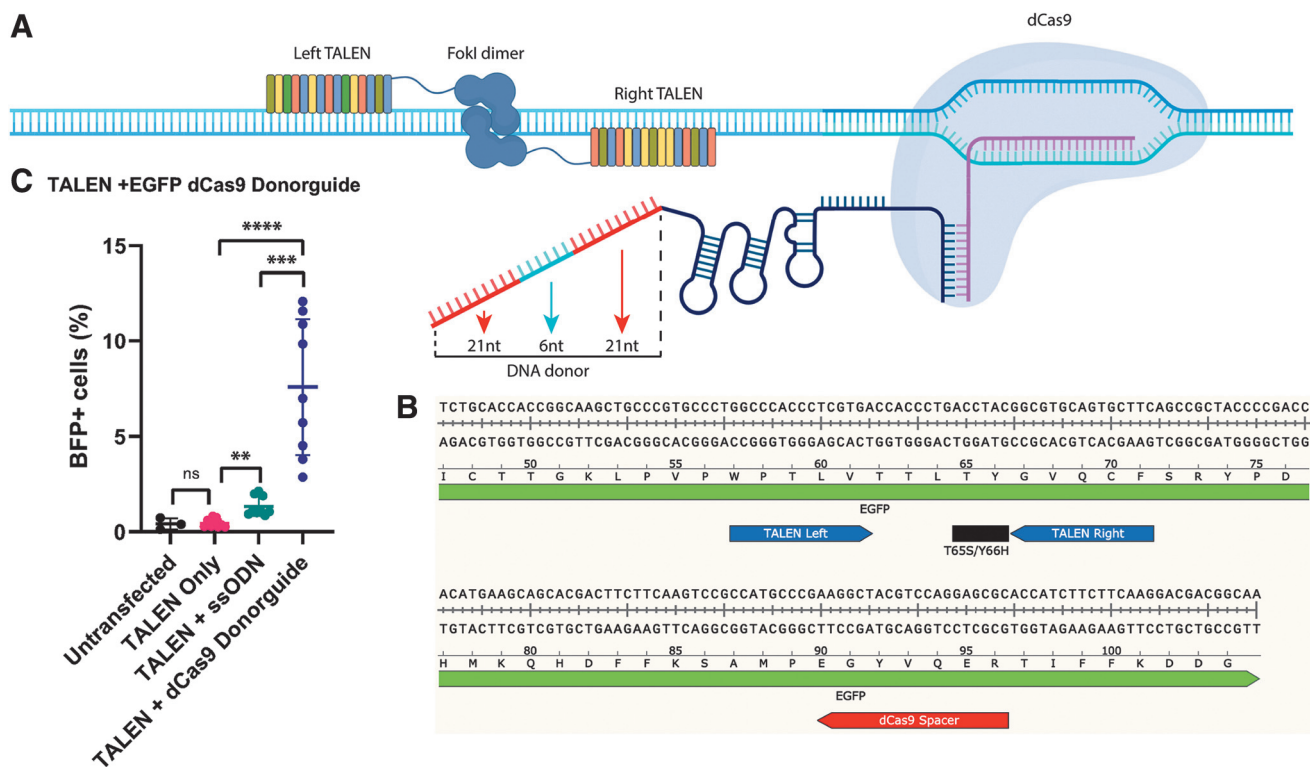 A
dCas9
Left TALEN
FokI dimer
Right TALEN
21nt
6nt
21nt
DNA donor
C TALEN +EGFP dCas9 Donorguide
****
***
**
ns
BFP+ cells (%)
15
10
5
0
Untransfected
TALEN Only
TALEN + ssODN
TALEN + dCas9 Donorguide
B
TCTGCACCACCGGCAAGCTGCCCGTGCCCTGGCCCACCCTCGTGACCACCCTGACCTACGGCGTGCAGTGCTTCAGCCGCTACCCCGACC
AGACGTGGTGGCCGTTCGACGGGCACGGGACCGGGTGGGAGCACTGGTGGGACTGGATGCCGCACGTCACGAAGTCGGCGATGGGGCTGG
50 55 60 65 70 75
I C T T G K L P V P W P T L V T T L T Y G V Q C F S R Y P D
EGFP
TALEN Left
T65S/Y66H
TALEN Right
ACATGAAGCAGCACGACTTCTTCAAGTCCGCCATGCCCGAAGGCTACGTCCAGGAGCGCACCATCTTCTTCAAGGACGACGGCAA
TGTACTTCGTCGTGCTGAAGAAGTTCAGGCGGTACGGGCTTCCGATGCAGGTCCTCGCGTGGTAGAAGAAGTTCCTGCTGCCGTT
80 85 90 95 100
H M K Q H D F F K S A M P E G Y V Q E R T I F F K D D G
EGFP
dCas9 Spacer